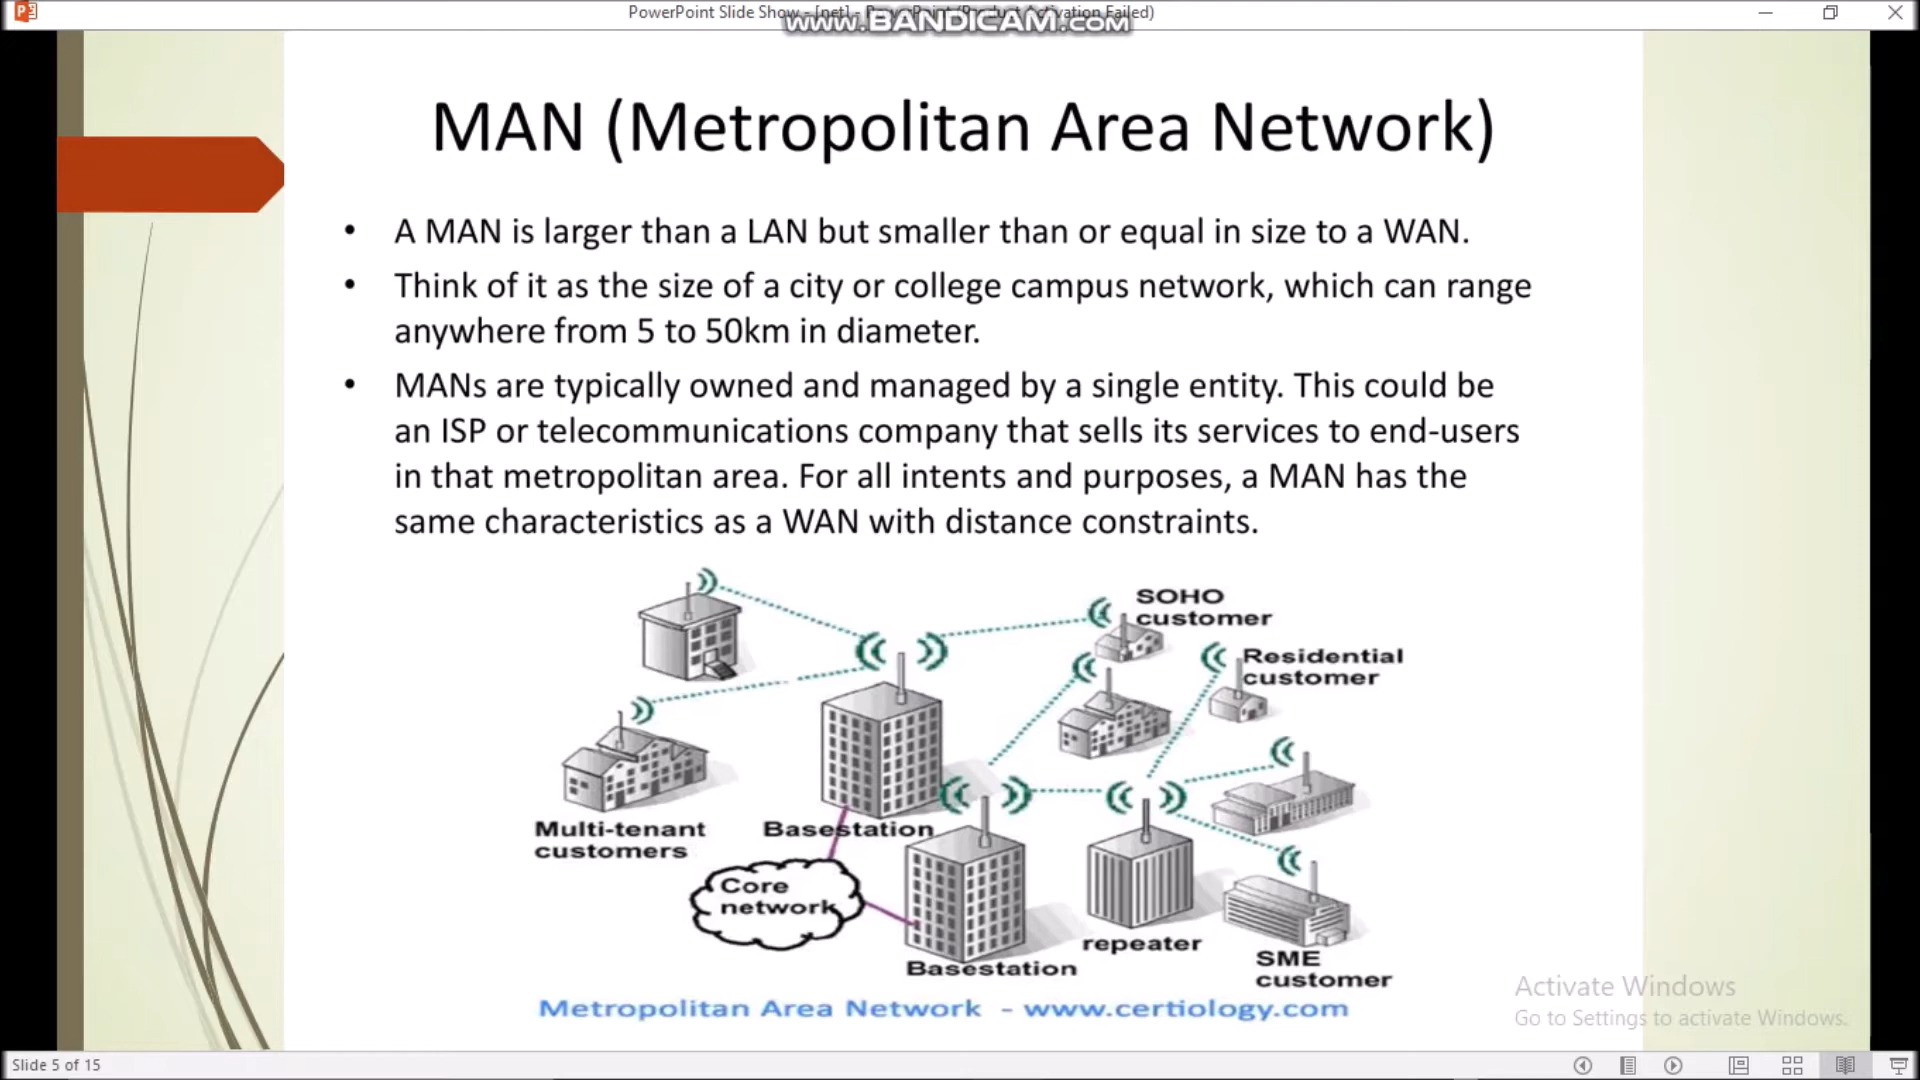 PowerPoint Slide Show - [net] - PowerPoint (Product Activation Failed)
www.BANDICAM.com
MAN (Metropolitan Area Network)
• A MAN is larger than a LAN but smaller than or equal in size to a WAN.
• Think of it as the size of a city or college campus network, which can range
anywhere from 5 to 50km in diameter.
• MANs are typically owned and managed by a single entity. This could be
an ISP or telecommunications company that sells its services to end-users
in that metropolitan area. For all intents and purposes, a MAN has the
same characteristics as a WAN with distance constraints.
SOHO
customer
Residential
customer
Multi-tenant
customers
Basestation
Core
network
Basestation
repeater
SME
customer
Metropolitan Area Network - www.certiology.com
Activate Windows
Go to Settings to activate Windows.
Slide 5 of 15